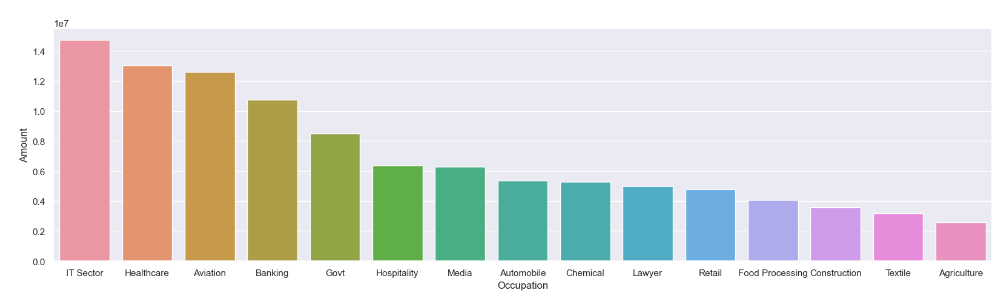 1e7
1.4
1.2
1.0
0.8
0.6
0.4
0.2
0.0
Amount
IT Sector Healthcare Aviation Banking Govt Hospitality Media Automobile Chemical Lawyer Retail Food Processing Construction Textile Agriculture
Occupation